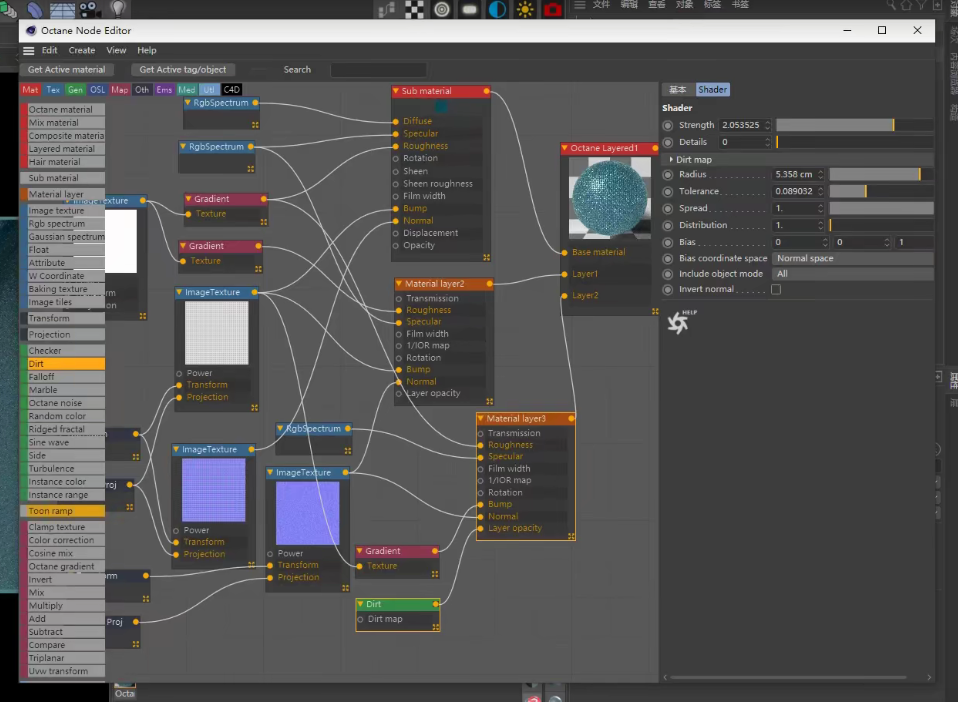 文件 编辑 查看 对象 标签 书签
Octane Node Editor
Edit Create View Help
Get Active material Get Active tag/object Search
Mat Tex Gen OSL Map Oth Ems Med Utl C4D
Octane material
Mix material
Composite materia
Layered material
Hair material
Sub material
Material layer
Image texture
Rgb spectrum
Gaussian spectrum
Float
Attribute
W Coordinate
Baking texture
Image tiles
Transform
Projection
Checker
Dirt
Falloff
Marble
Octane noise
Random color
Ridged fractal
Sine wave
Side
Turbulence
Instance color
Instance range
Toon ramp
Clamp texture
Color correction
Cosine mix
Octane gradient
Invert
Mix
Multiply
Add
Subtract
Compare
Triplanar
Uvw transform
RgbSpectrum
RgbSpectrum
Gradient
Texture
Gradient
Texture
ImageTexture
Power
Transform
Projection
ImageTexture
Power
Transform
Projection
RgbSpectrum
ImageTexture
Power
Transform
Projection
Gradient
Texture
Dirt
Dirt map
Proj
Sub material
Diffuse
Specular
Roughness
Rotation
Sheen
Sheen roughness
Film width
Bump
Normal
Displacement
Opacity
Material layer2
Transmission
Roughness
Specular
Film width
1/IOR map
Rotation
Bump
Normal
Layer opacity
Material layer3
Transmission
Roughness
Specular
Film width
1/IOR map
Rotation
Bump
Normal
Layer opacity
Octane Layered1
Base material
Layer1
Layer2
基本 Shader
Shader
Strength 2.053525
Details 0
Dirt map
Radius 5.358 cm
Tolerance 0.089032
Spread 1.
Distribution 1.
Bias 0 0 1
Bias coordinate space Normal space
Include object mode All
Invert normal
HELP
Octa